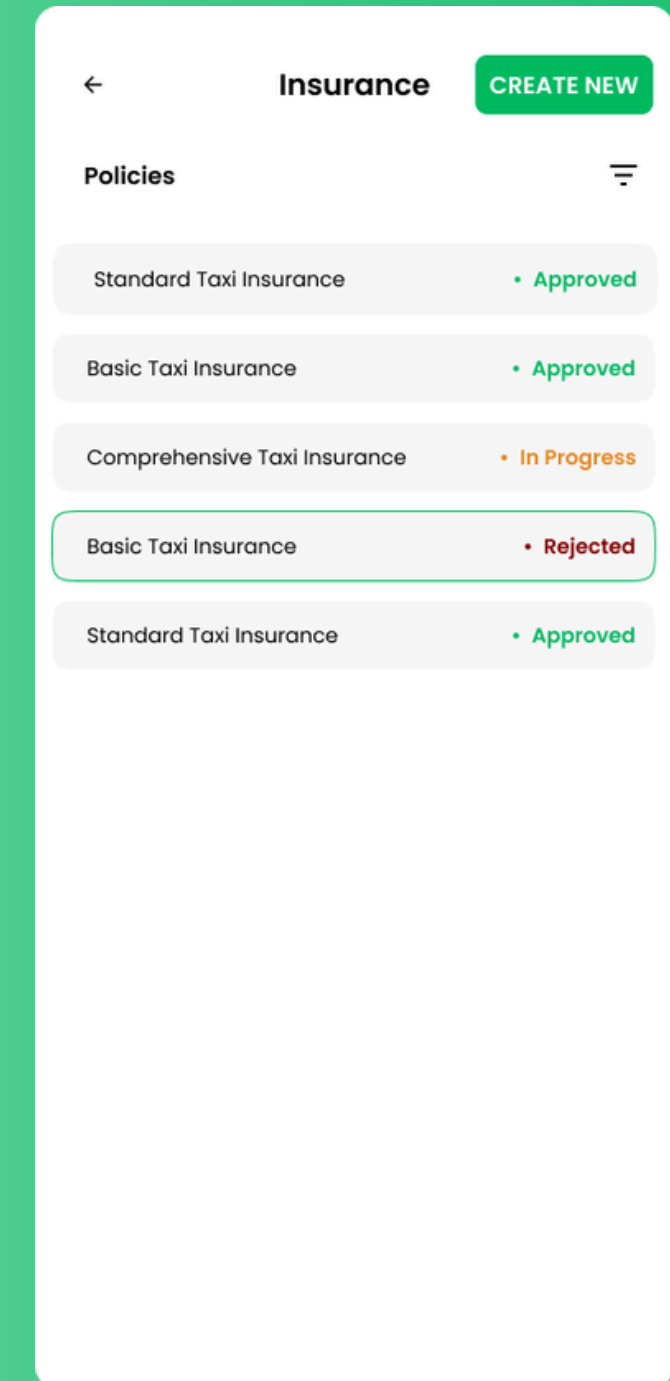 Insurance CREATE NEW
Policies
Standard Taxi Insurance • Approved
Basic Taxi Insurance • Approved
Comprehensive Taxi Insurance • In Progress
Basic Taxi Insurance • Rejected
Standard Taxi Insurance • Approved